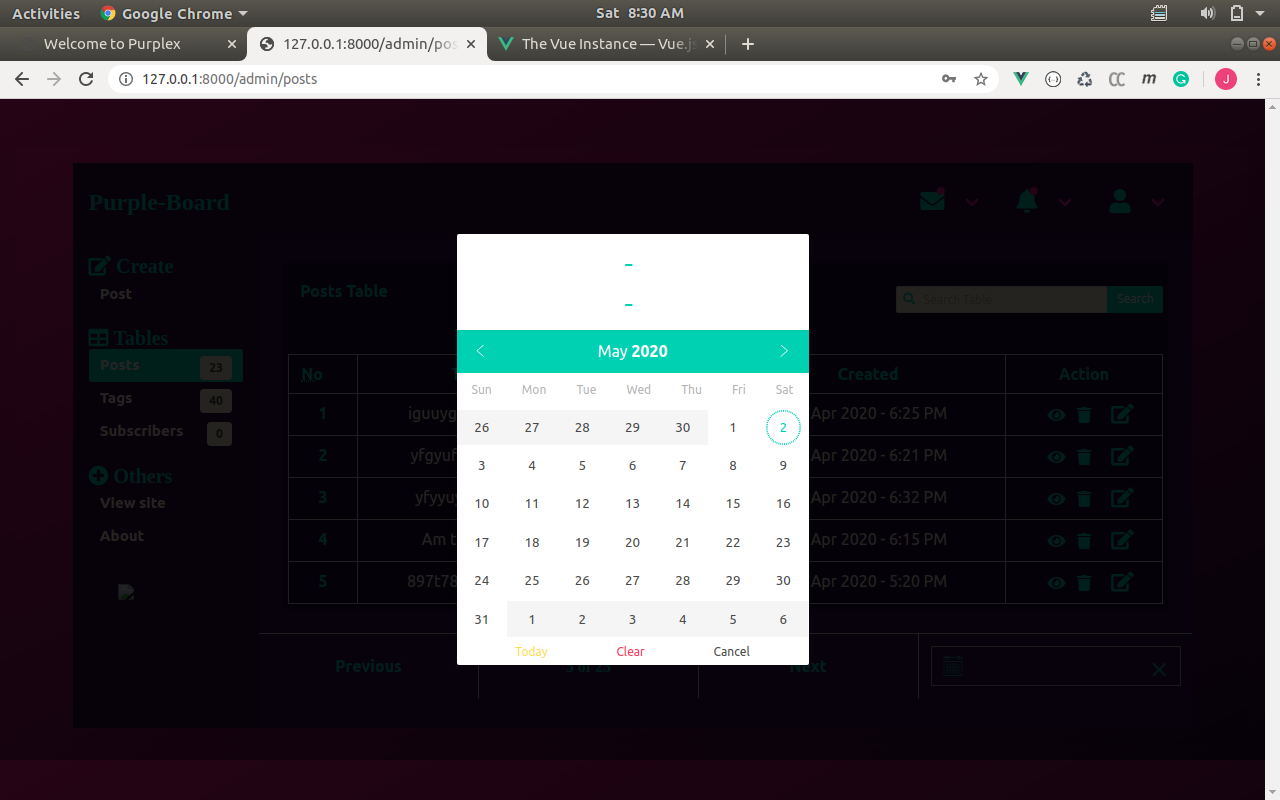 Activities Google Chrome Sat 8:30 AM
Welcome to Purplex 127.0.0.1:8000/admin/pos The Vue Instance — Vue.js
127.0.0.1:8000/admin/posts J
Purple-Board
Create
Post
Tables
Posts 23
Tags 40
Subscribers 0
Others
View site
About
Posts Table
Search Table Search
No Created Action
1 iguuyg Apr 2020 - 6:25 PM
2 yfgyuf Apr 2020 - 6:21 PM
3 yfyyuy Apr 2020 - 6:32 PM
4 Am t Apr 2020 - 6:15 PM
5 897t78 Apr 2020 - 5:20 PM
Previous 5 of 23 Next
-
-
May 2020
Sun Mon Tue Wed Thu Fri Sat
26 27 28 29 30 1 2
3 4 5 6 7 8 9
10 11 12 13 14 15 16
17 18 19 20 21 22 23
24 25 26 27 28 29 30
31 1 2 3 4 5 6
Today Clear Cancel